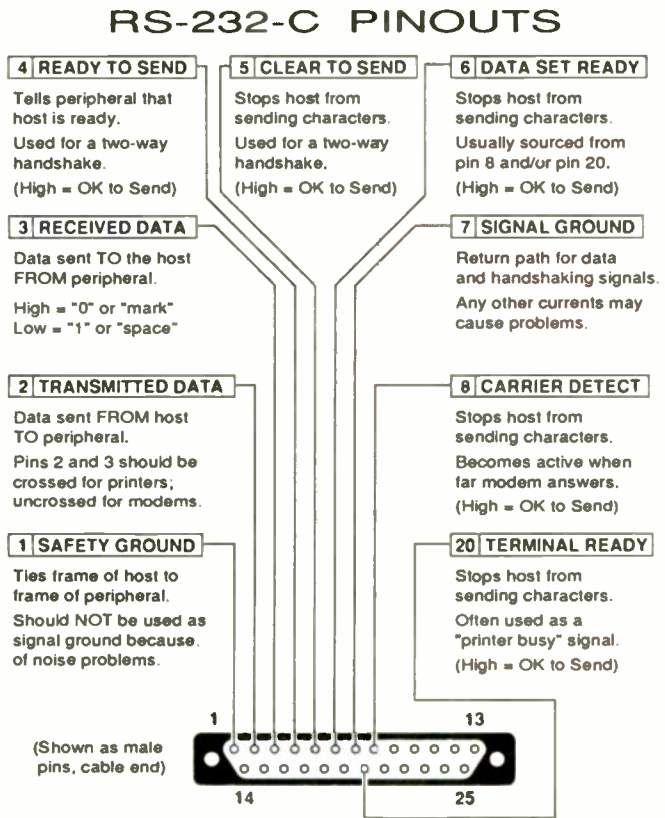 RS-232-C PINOUTS
4 READY TO SEND
Tells peripheral that
host is ready.
Used for a two-way
handshake.
(High = OK to Send)
5 CLEAR TO SEND
Stops host from
sending characters.
Used for a two-way
handshake.
(High = OK to Send)
6 DATA SET READY
Stops host from
sending characters.
Usually sourced from
pin 8 and/or pin 20.
(High = OK to Send)
3 RECEIVED DATA
Data sent TO the host
FROM peripheral.
High = "0" or "mark"
Low = "1" or "space"
7 SIGNAL GROUND
Return path for data
and handshaking signals.
Any other currents may
cause problems.
2 TRANSMITTED DATA
Data sent FROM host
TO peripheral.
Pins 2 and 3 should be
crossed for printers;
uncrossed for modems.
8 CARRIER DETECT
Stops host from
sending characters.
Becomes active when
far modem answers.
(High = OK to Send)
1 SAFETY GROUND
Ties frame of host to
frame of peripheral.
Should NOT be used as
signal ground because
of noise problems.
20 TERMINAL READY
Stops host from
sending characters.
Often used as a
"printer busy" signal.
(High = OK to Send)
1
13
(Shown as male
pins, cable end)
14
25